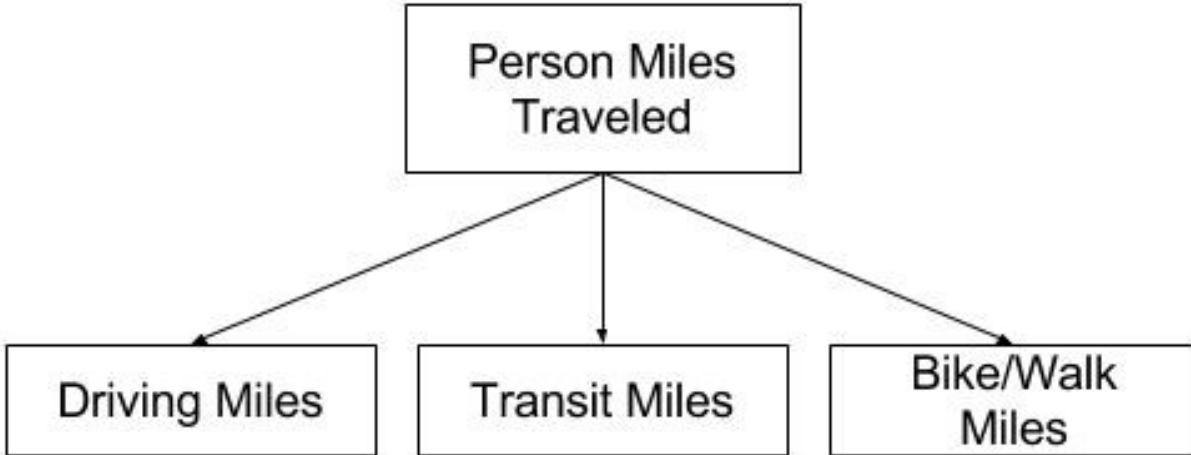 Person Miles
Traveled
Driving Miles
Transit Miles
Bike/Walk
Miles